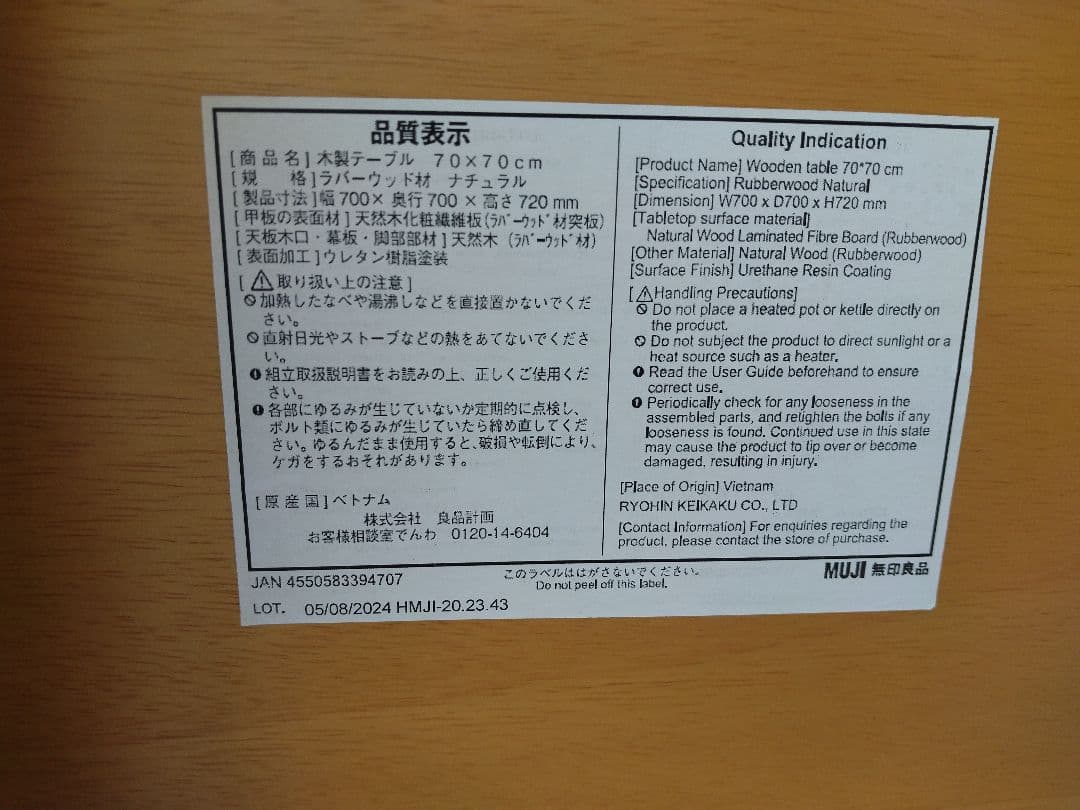 品質表示
[商品名]木製テーブル 70×70cm
[規 格]ラバーウッド材 ナチュラル
[製品寸法]幅700× 奥行700 × 高さ720 mm
[甲板の表面材]天然木化粧繊維板(ﾗﾊﾞｰｳｯﾄﾞ材突板)
[天板木口・幕板・脚部部材]天然木 (ﾗﾊﾞｰｳｯﾄﾞ材)
[表面加工]ウレタン樹脂塗装
[⚠取り扱い上の注意]
加熱したなべや湯沸しなどを直接置かないでくだ
さい。
直射日光やストーブなどの熱をあてないでくださ
い。
組立取扱説明書をお読みの上、正しくご使用くだ
さい。
各部にゆるみが生じていないか定期的に点検し、
ボルト類にゆるみが生じていたら締め直してくだ
さい。ゆるんだまま使用すると、破損や転倒により、
ケガをするおそれがあります。
[原産国]ベトナム
株式会社 良品計画
お客様相談室でんわ 0120-14-6404
Quality Indication
[Product Name] Wooden table 70*70 cm
[Specification] Rubberwood Natural
[Dimension] W700 x D700 x H720 mm
[Tabletop surface material]
Natural Wood Laminated Fibre Board (Rubberwood)
[Other Material] Natural Wood (Rubberwood)
[Surface Finish] Urethane Resin Coating
[⚠Handling Precautions]
Do not place a heated pot or kettle directly on
the product.
Do not subject the product to direct sunlight or a
heat source such as a heater.
Read the User Guide beforehand to ensure
correct use.
Periodically check for any looseness in the
assembled parts, and retighten the bolts if any
looseness is found. Continued use in this state
may cause the product to tip over or become
damaged, resulting in injury.
[Place of Origin] Vietnam
RYOHIN KEIKAKU CO., LTD
[Contact Information] For enquiries regarding the
product, please contact the store of purchase.
JAN 4550583394707
このラベルははがさないでください。
Do not peel off this label.
MUJI 無印良品
LOT. 05/08/2024 HMJI-20.23.43